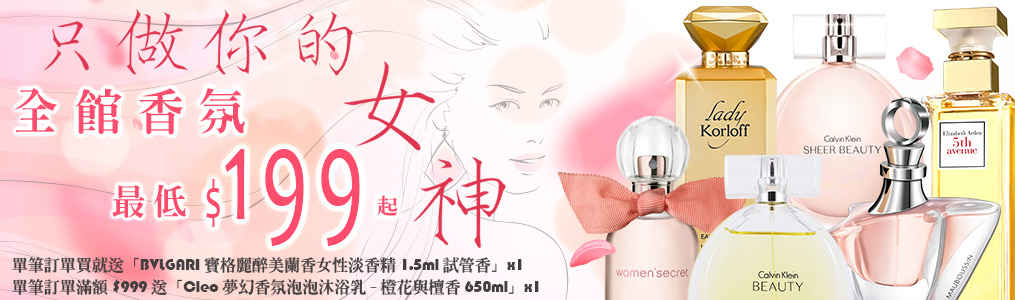 只做你的女神
全館香氛
最低 $199起
單筆訂單買就送「BVLGARI 寶格麗醉美蘭香女性淡香精 1.5ml 試管香」x1
單筆訂單滿額 $999 送「Cleo 夢幻香氛泡泡沐浴乳 - 橙花與檀香 650ml」x1
women'secret
Lady
Korloff
Calvin Klein
SHEER BEAUTY
Calvin Klein
BEAUTY
MAUBOUSSIN
Elizabeth Arden
5th
avenue